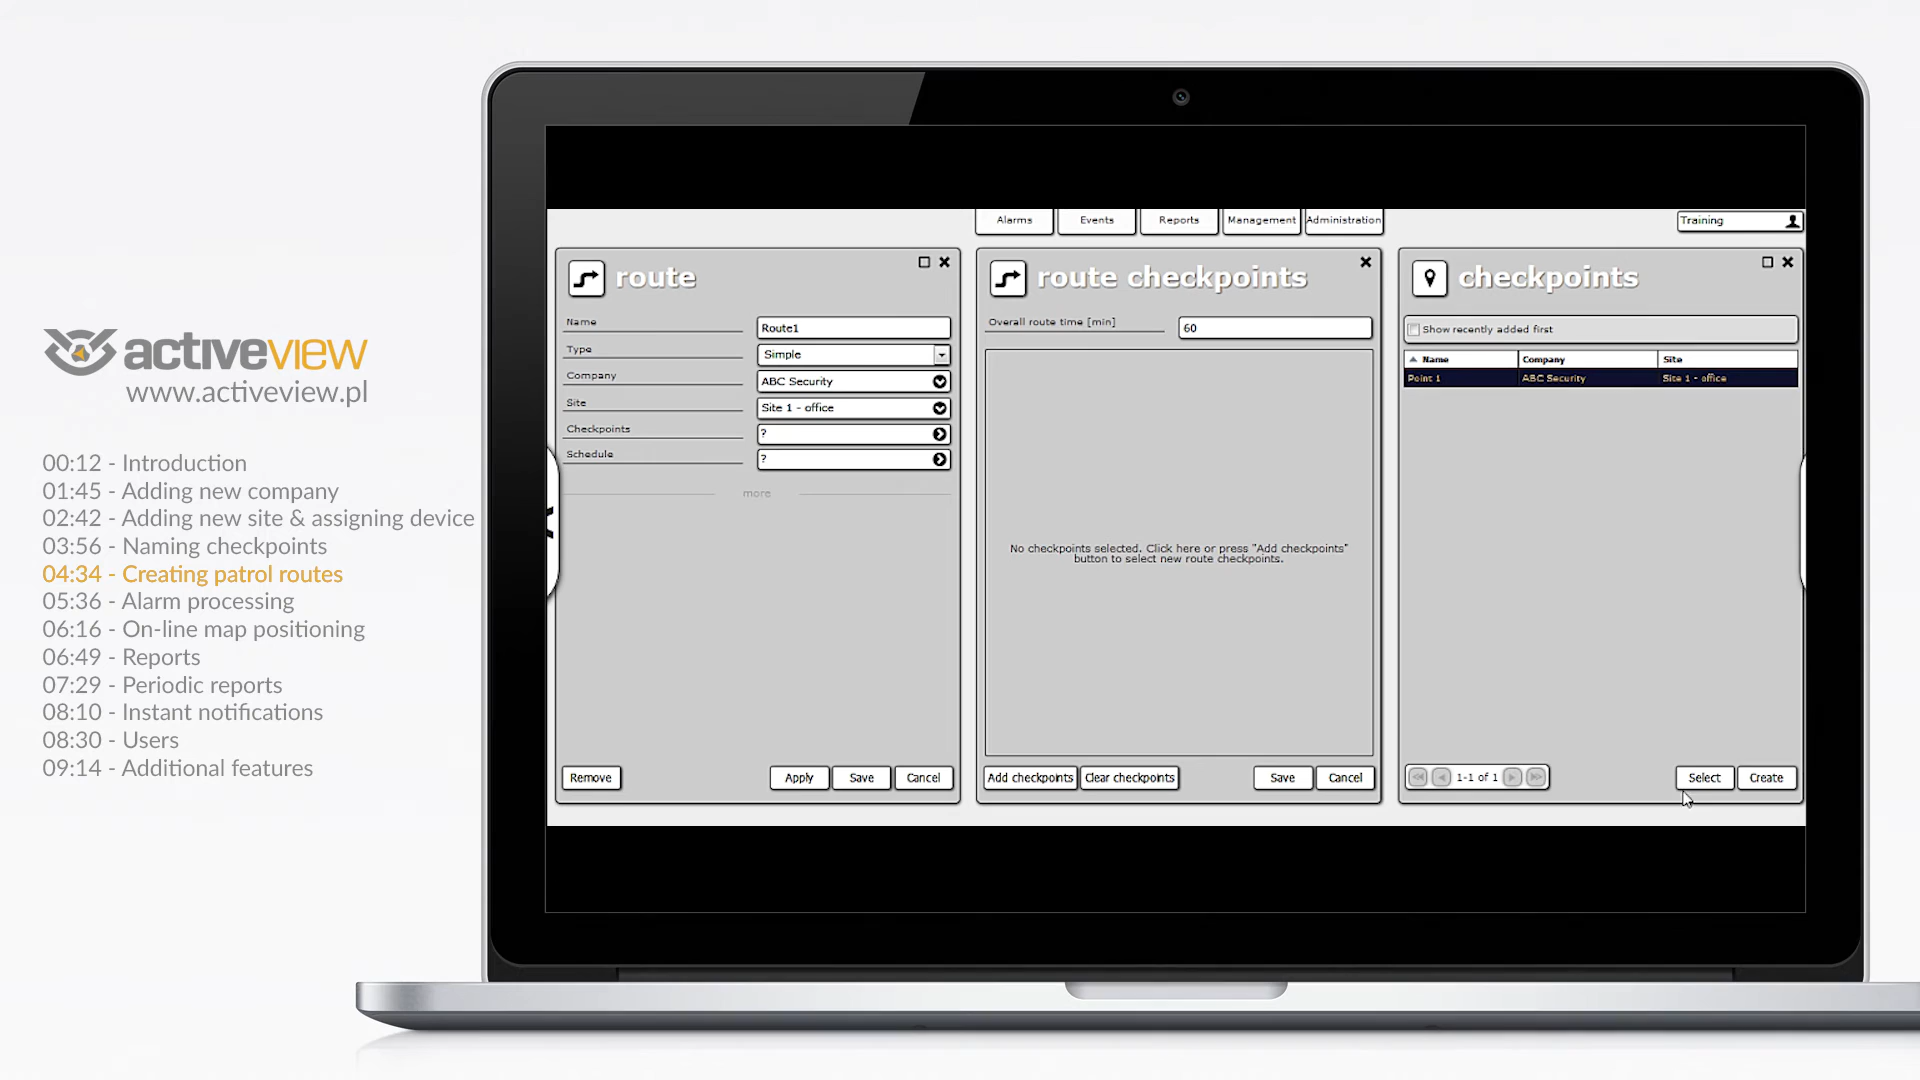 activeview
www.activeview.pl
00:12 - Introduction
01:45 - Adding new company
02:42 - Adding new site & assigning device
03:56 - Naming checkpoints
04:34 - Creating patrol routes
05:36 - Alarm processing
06:16 - On-line map positioning
06:49 - Reports
07:29 - Periodic reports
08:10 - Instant notifications
08:30 - Users
09:14 - Additional features
Alarms Events Reports Management Administration Training
route
Name Route1
Type Simple
Company ABC Security
Site Site 1 - office
Checkpoints ?
Schedule ?
more
Remove Apply Save Cancel
route checkpoints
Overall route time [min] 60
No checkpoints selected. Click here or press "Add checkpoints"
button to select new route checkpoints.
Add checkpoints Clear checkpoints Save Cancel
checkpoints
Show recently added first
Name Company Site
Point 1 ABC Security Site 1 - office
1-1 of 1 Select Create